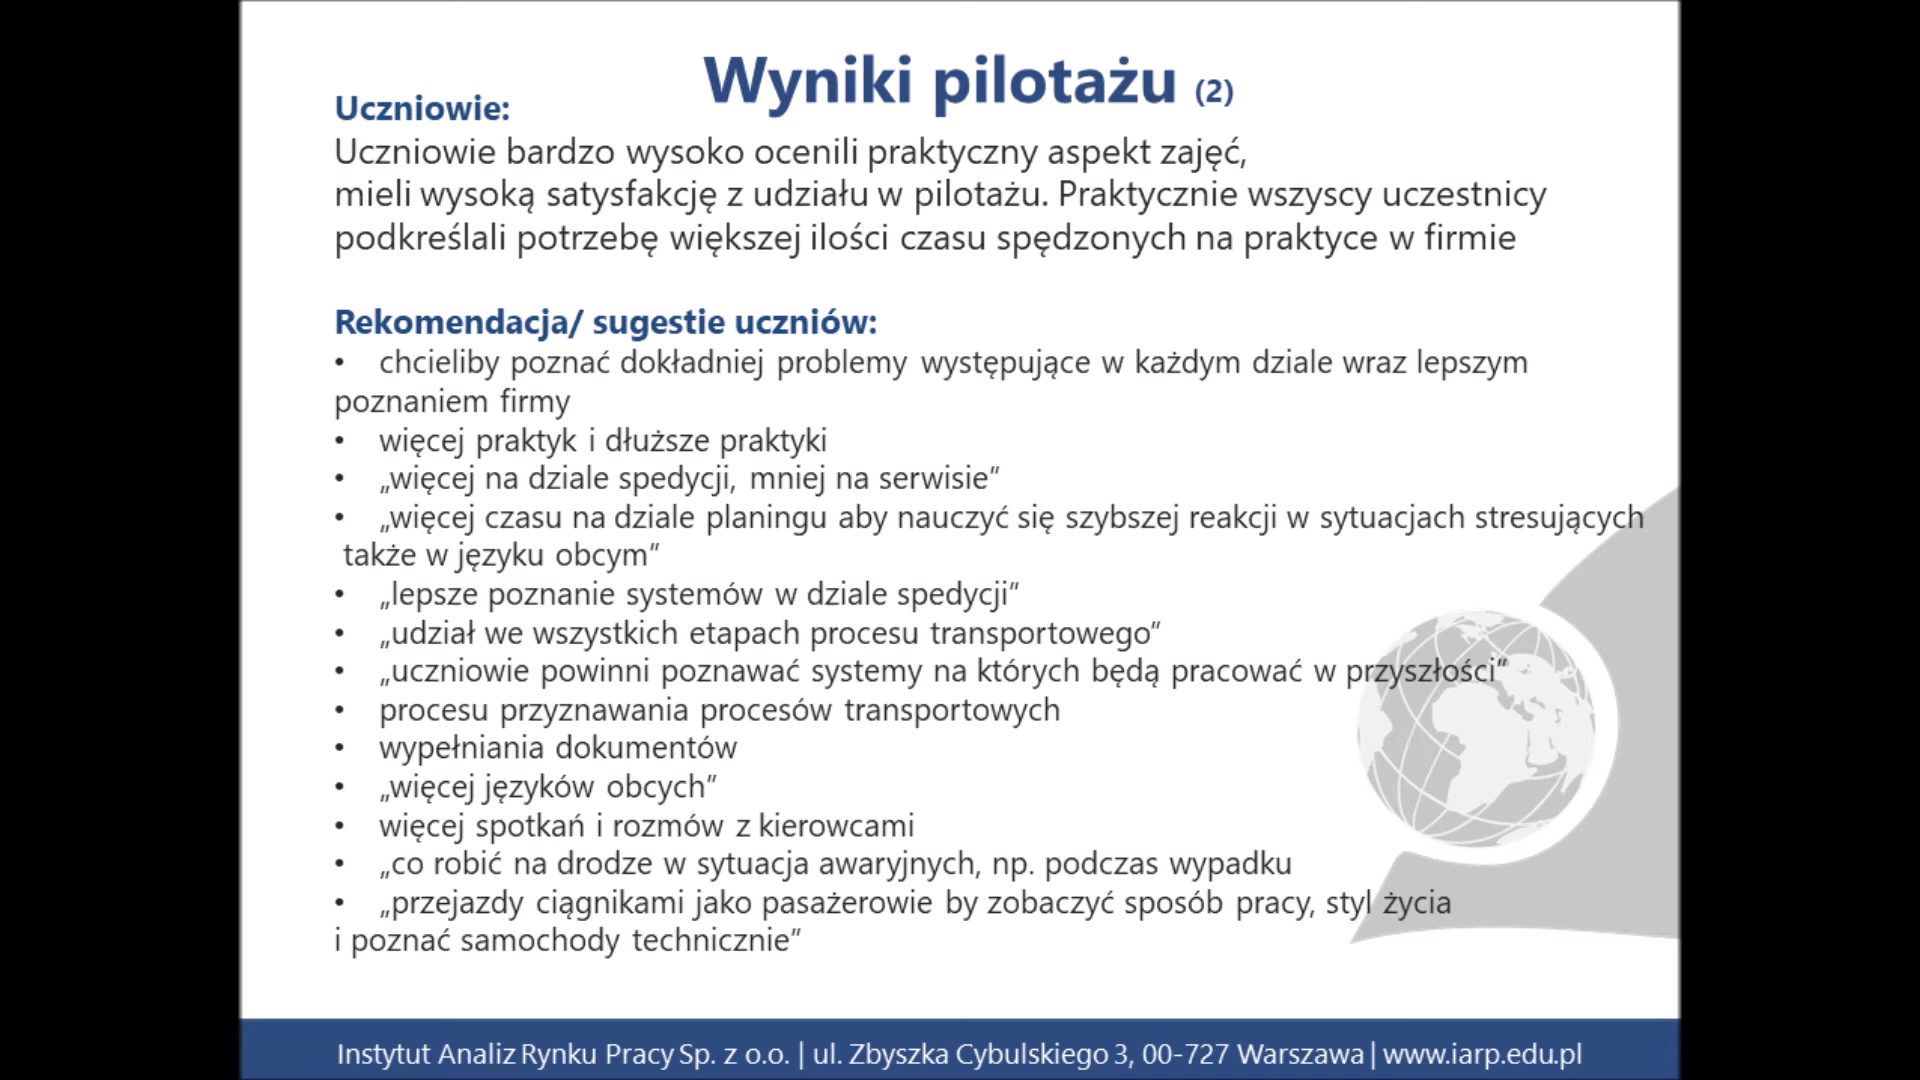 Wyniki pilotażu (2)
Uczniowie:
Uczniowie bardzo wysoko ocenili praktyczny aspekt zajęć,
mieli wysoką satysfakcję z udziału w pilotażu. Praktycznie wszyscy uczestnicy
podkreślali potrzebę większej ilości czasu spędzonych na praktyce w firmie
Rekomendacja/ sugestie uczniów:
• chcieliby poznać dokładniej problemy występujące w każdym dziale wraz lepszym
poznaniem firmy
• więcej praktyk i dłuższe praktyki
• „więcej na dziale spedycji, mniej na serwisie”
• „więcej czasu na dziale planingu aby nauczyć się szybszej reakcji w sytuacjach stresujących
także w języku obcym”
• „lepsze poznanie systemów w dziale spedycji”
• „udział we wszystkich etapach procesu transportowego”
• „uczniowie powinni poznawać systemy na których będą pracować w przyszłości”
• procesu przyznawania procesów transportowych
• wypełniania dokumentów
• „więcej języków obcych”
• więcej spotkań i rozmów z kierowcami
• „co robić na drodze w sytuacja awaryjnych, np. podczas wypadku
• „przejazdy ciągnikami jako pasażerowie by zobaczyć sposób pracy, styl życia
i poznać samochody technicznie”
Instytut Analiz Rynku Pracy Sp. z o.o. | ul. Zbyszka Cybulskiego 3, 00-727 Warszawa | www.iarp.edu.pl